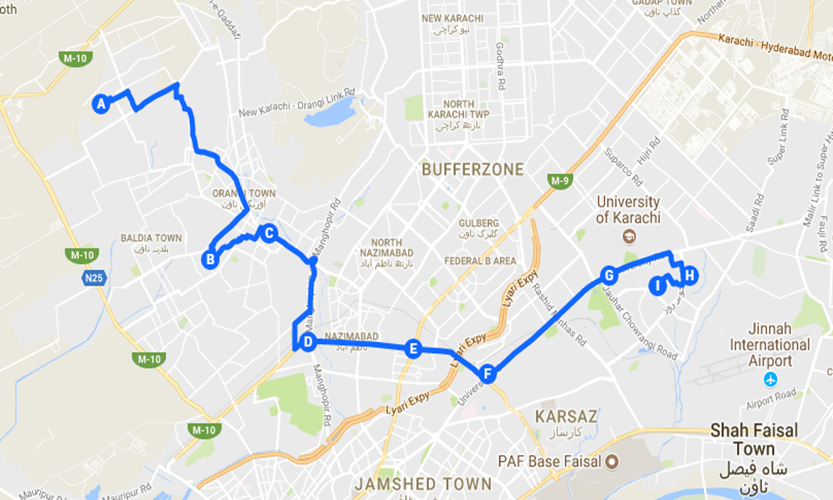 othoth
r-e-Qaddafi
M-10
A
New Karachi - Orangi Link Rd
NEW KARACHI
نیو کراچی
Godhra Rd
GADAP TOWN
گڈاپ ٹاؤن
Northern
Karachi - Hyderabad Moto
NORTH
KARACHI TWP
نارتھ کراچی
Super Link Rd
Malir Link to Super H
Hijri Rd
Suparco Rd
BUFFERZONE
M-9
Saadi Rd
Fauji Rd
ORANGI TOWN
اورنگی ٹاؤن
Manghopir Rd
University
of Karachi
GULBERG
گلبرگ ٹاؤن
BALDIA TOWN
بلدیہ ٹاؤن
C
B
NORTH
NAZIMABAD
نارتھ ناظم آباد
FEDERAL B AREA
M-10
N25
Lyari Expy
G
H
I
Rashid Minhas Rd
Jauhar Chowrangi Road
D
NAZIMABAD
ناظم آباد
E
Lyari Expy
F
M-10
Manghopir Rd
Jinnah
International
Airport
Airport Road
Lyari Expy
KARSAZ
کارساز
M-10
Shah Faisal
Town
شاہ فیصل
ٹاؤن
PAF Base Faisal
JAMSHED TOWN
Mauripur Rd
Mauripur Rd